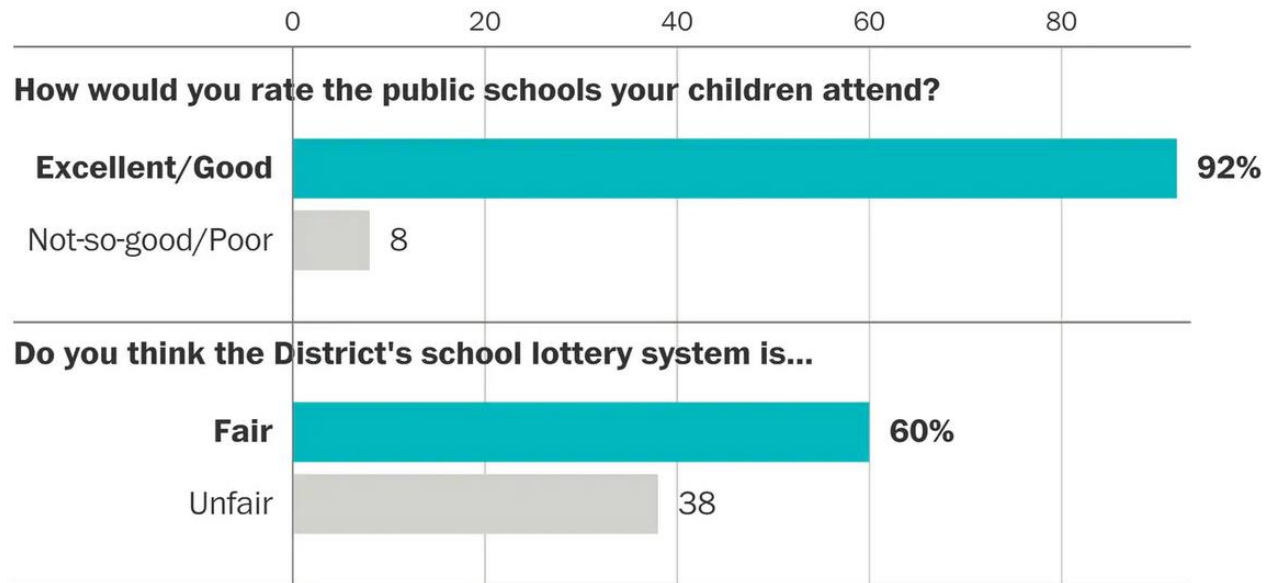 0 20 40 60 80
How would you rate the public schools your children attend?
Excellent/Good 92%
Not-so-good/Poor 8
Do you think the District's school lottery system is...
Fair 60%
Unfair 38